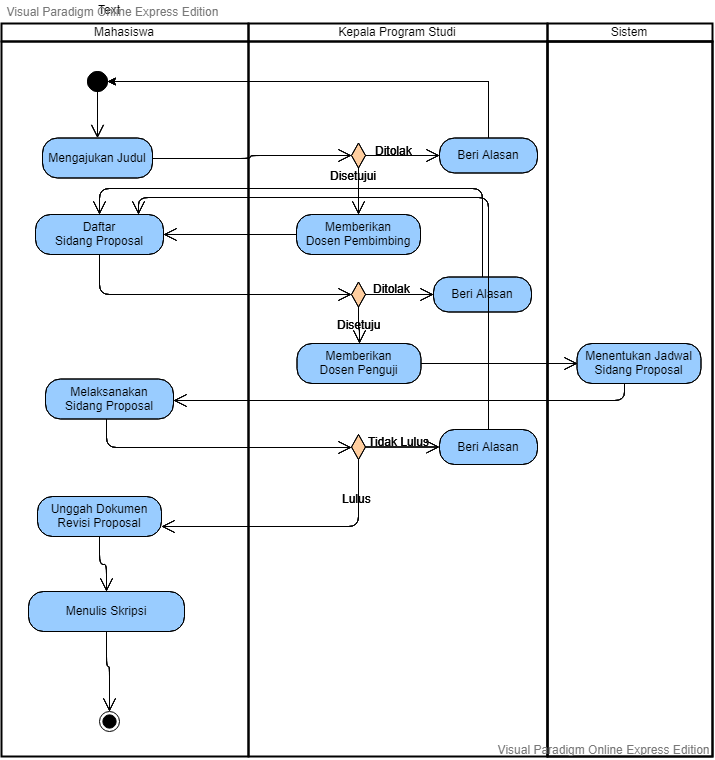 Text
Visual Paradigm Online Express Edition
Mahasiswa
Kepala Program Studi
Sistem
Mengajukan Judul
Ditolak
Beri Alasan
Disetujui
Daftar
Sidang Proposal
Memberikan
Dosen Pembimbing
Ditolak
Beri Alasan
Disetuju
Memberikan
Dosen Penguji
Menentukan Jadwal
Sidang Proposal
Melaksanakan
Sidang Proposal
Tidak Lulus
Beri Alasan
Lulus
Unggah Dokumen
Revisi Proposal
Menulis Skripsi
Visual Paradigm Online Express Edition